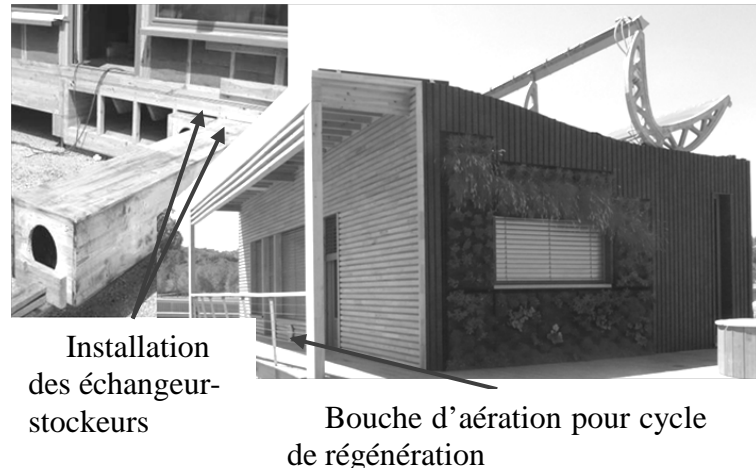 Installation
des échangeur-
stockeurs
Bouche d'aération pour cycle
de régénération